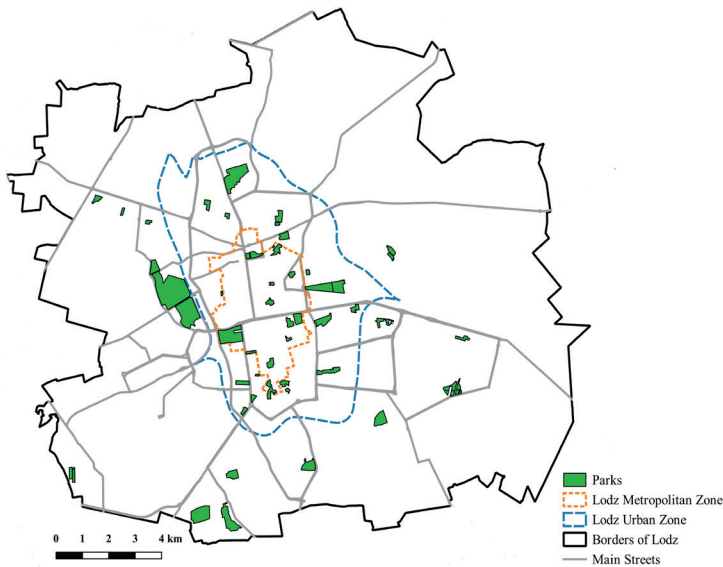 Parks
Lodz Metropolitan Zone
Lodz Urban Zone
Borders of Lodz
Main Streets
0 1 2 3 4 km